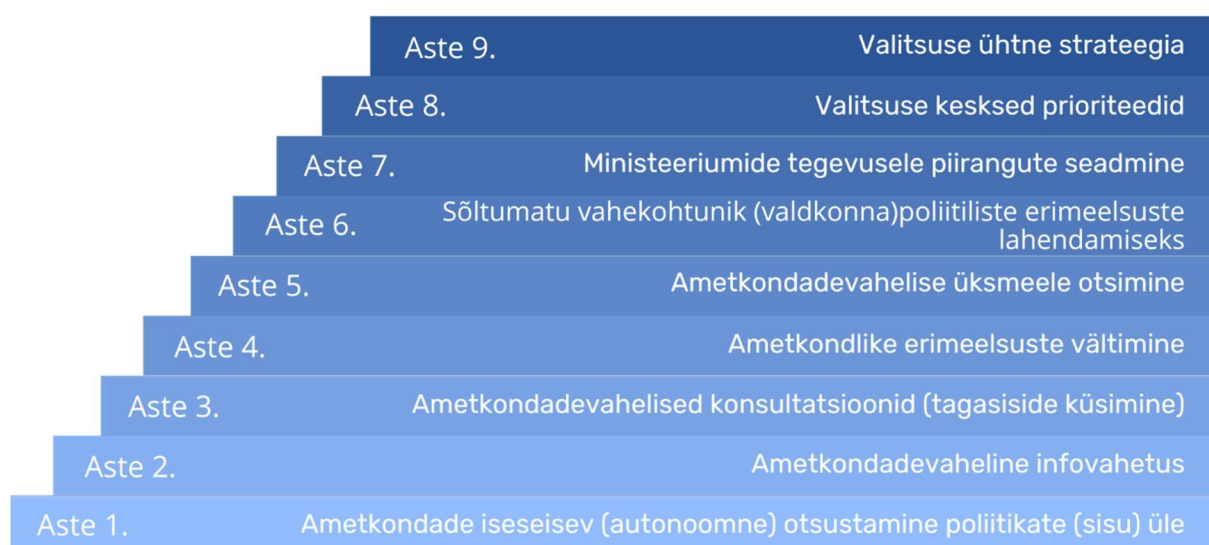 Aste 9. Valitsuse ühtne strateegia
Aste 8. Valitsuse kesksed prioriteedid
Aste 7. Ministeeriumide tegevusele piirangute seadmine
Aste 6. Sõltumatu vahekohtunik (valdkonna)poliitiliste erimeelsuste
lahendamiseks
Aste 5. Ametkondadevahelise üksmeele otsimine
Aste 4. Ametkondlike erimeelsuste vältimine
Aste 3. Ametkondadevahelised konsultatsioonid (tagasiside küsimine)
Aste 2. Ametkondadevaheline infovahetus
Aste 1. Ametkondade iseseisev (autonoomne) otsustamine poliitikate (sisu) üle